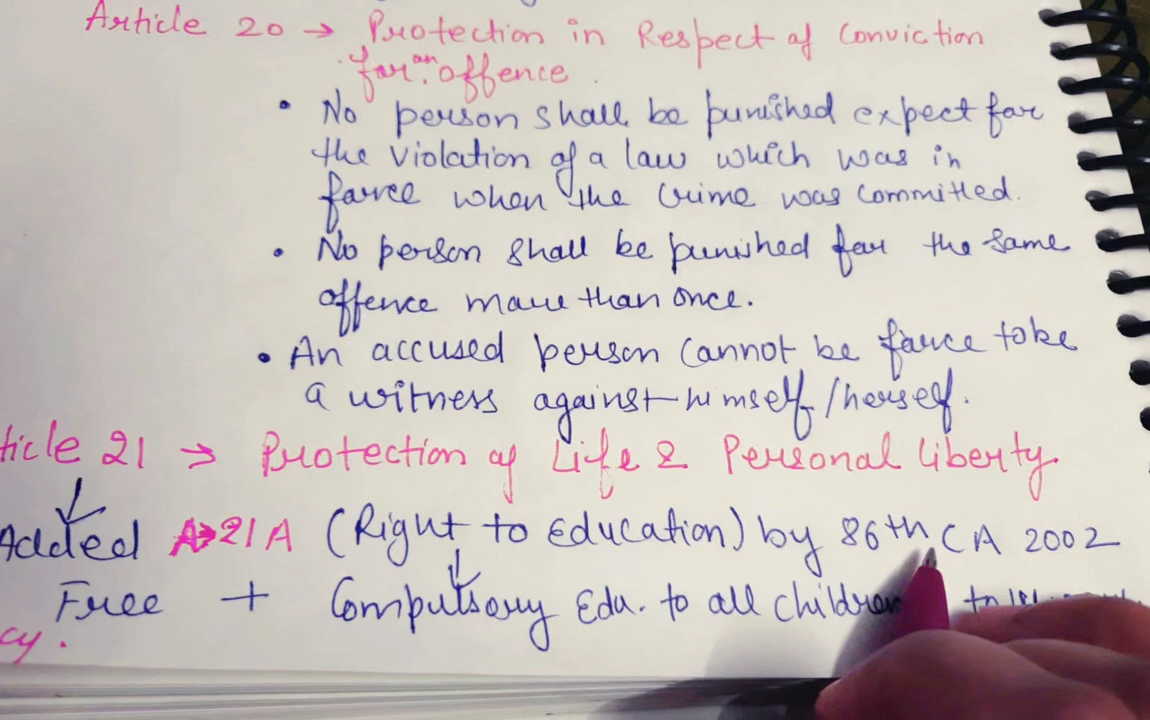 Article 20 → Protection in Respect of Conviction
for an offence.
• No person shall be punished expect for
the violation of a law which was in
force when the crime was committed.
• No person shall be punished for the same
offence more than once.
• An accused person cannot be force to be
a witness against himself/herself.
ticle 21 → Protection of Life & Personal liberty
Added A→21A (Right to Education) by 86th CA 2002
Free + Compulsory Edu. to all children
cy.